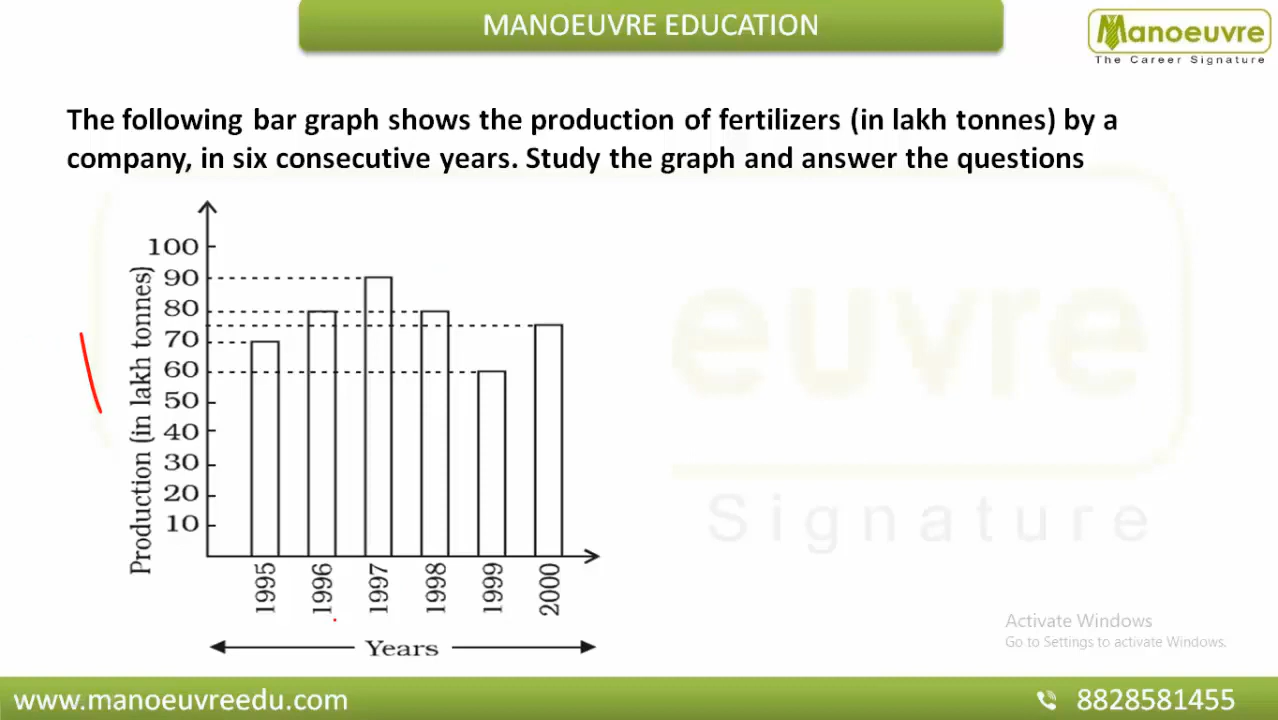 MANOEUVRE EDUCATION
Manoeuvre
The Career Signature
The following bar graph shows the production of fertilizers (in lakh tonnes) by a
company, in six consecutive years. Study the graph and answer the questions
Production (in lakh tonnes)
100
90
80
70
60
50
40
30
20
10
1995 1996 1997 1998 1999 2000
Years
euvre
Signature
Activate Windows
Go to Settings to activate Windows.
www.manoeuvreedu.com
8828581455